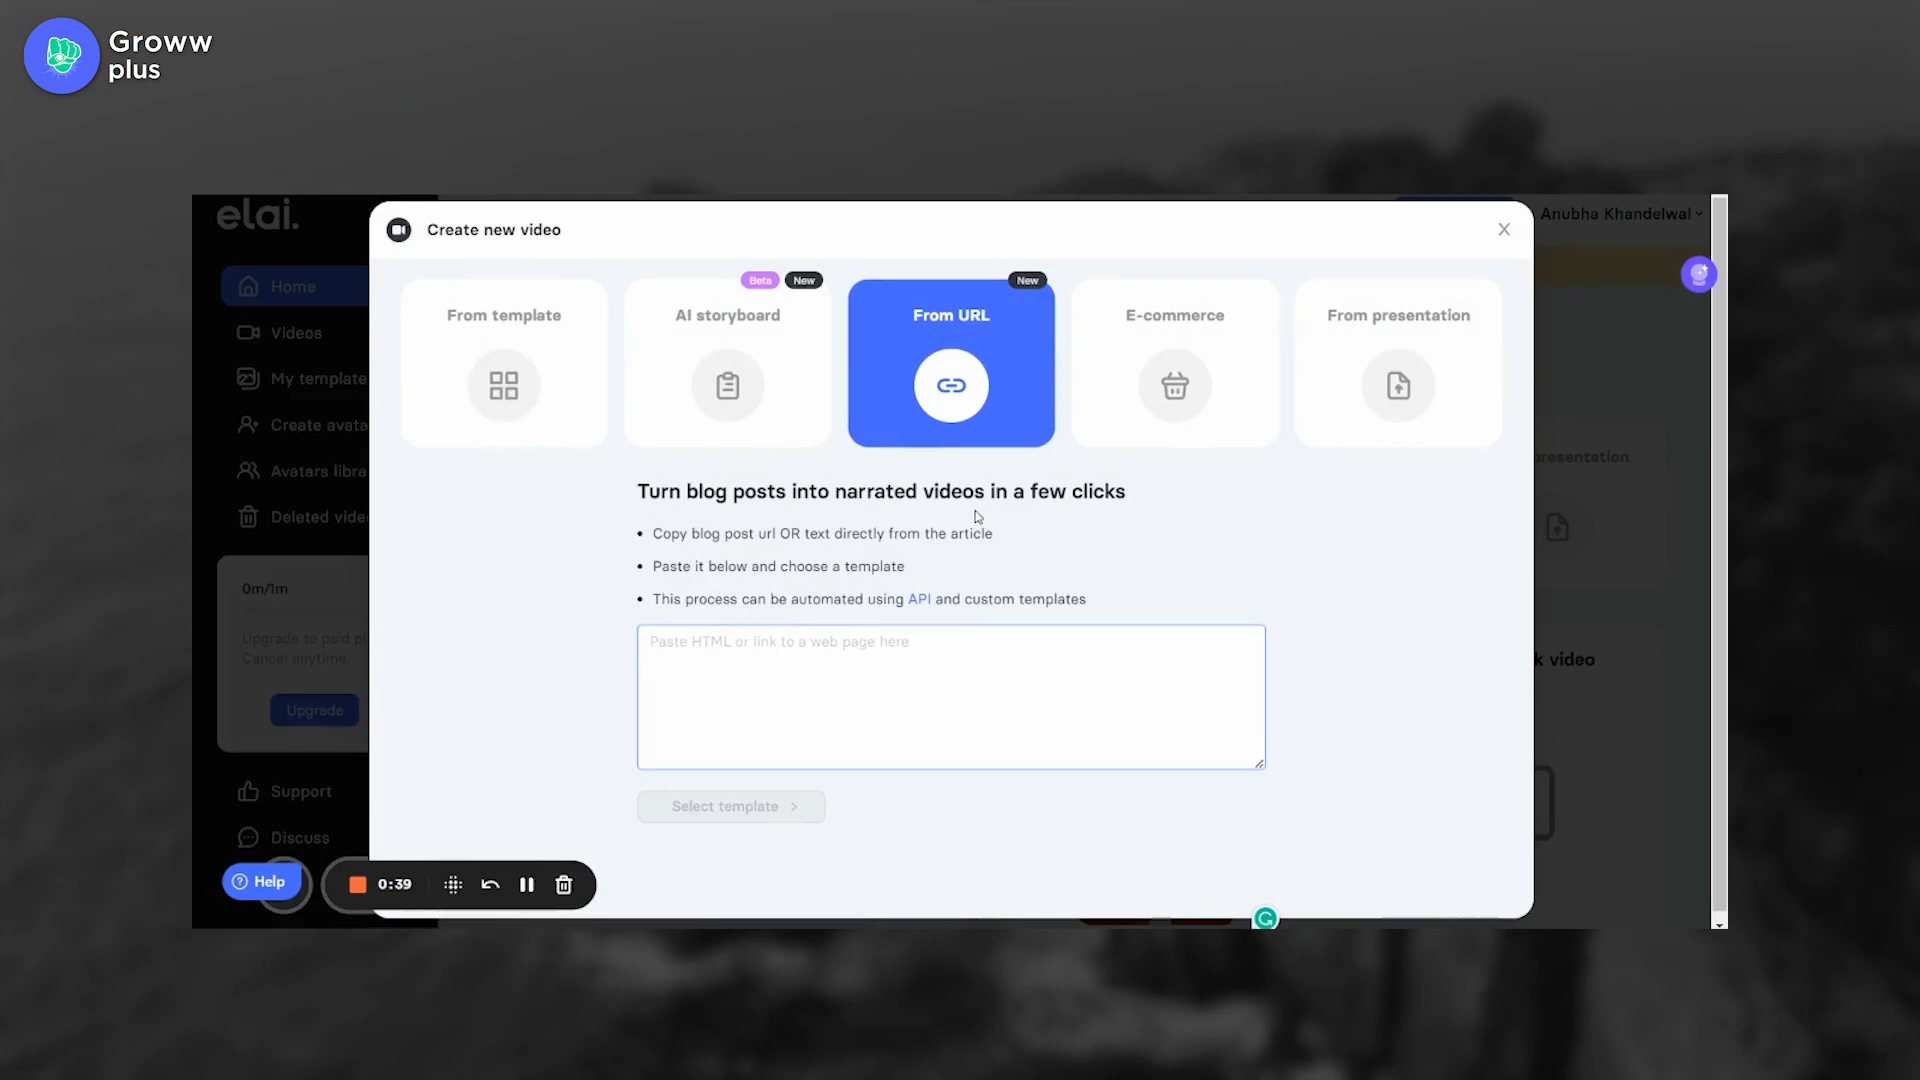 Groww
plus
elai.
Create new video
Anubha Khandelwal
Home
Videos
My template
Create avata
Avatars libra
Deleted vide
Beta
New
New
From template
AI storyboard
From URL
E-commerce
From presentation
presentation
Turn blog posts into narrated videos in a few clicks
• Copy blog post url OR text directly from the article
• Paste it below and choose a template
• This process can be automated using API and custom templates
Paste HTML or link to a web page here
Select template >
0m/1m
Upgrade to paid p
Cancel anytime.
Upgrade
k video
Support
Discuss
Help
0:39